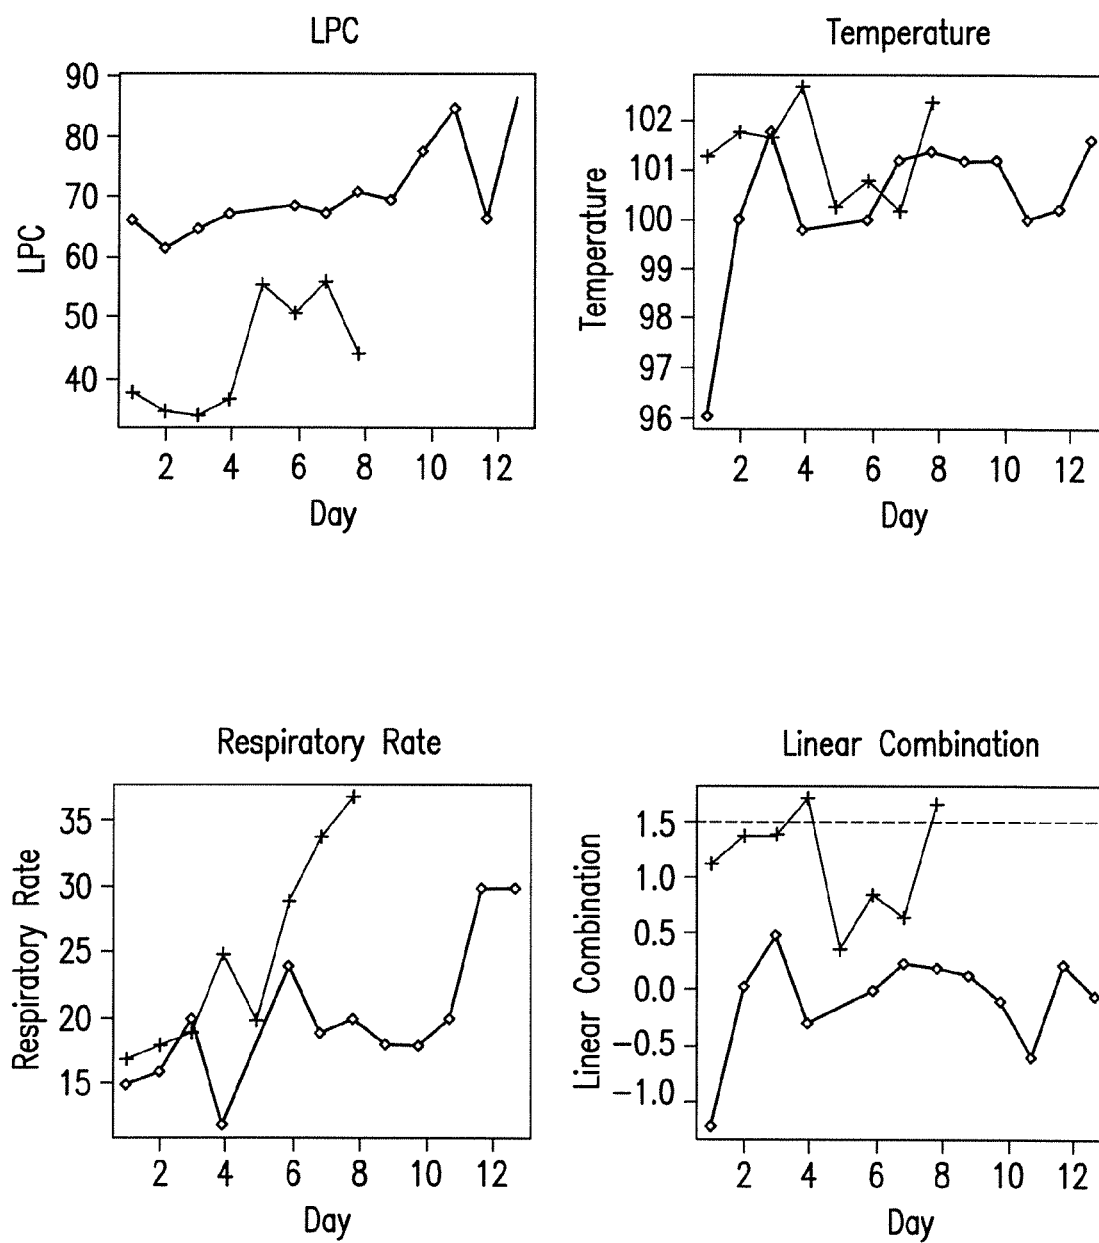 LPC
90
80
70
60
50
40
LPC
2 4 6 8 10 12
Day
Temperature
102
101
100
99
98
97
96
Temperature
2 4 6 8 10 12
Day
Respiratory Rate
35
30
25
20
15
Respiratory Rate
2 4 6 8 10 12
Day
Linear Combination
1.5
1.0
0.5
0.0
−0.5
−1.0
Linear Combination
2 4 6 8 10 12
Day